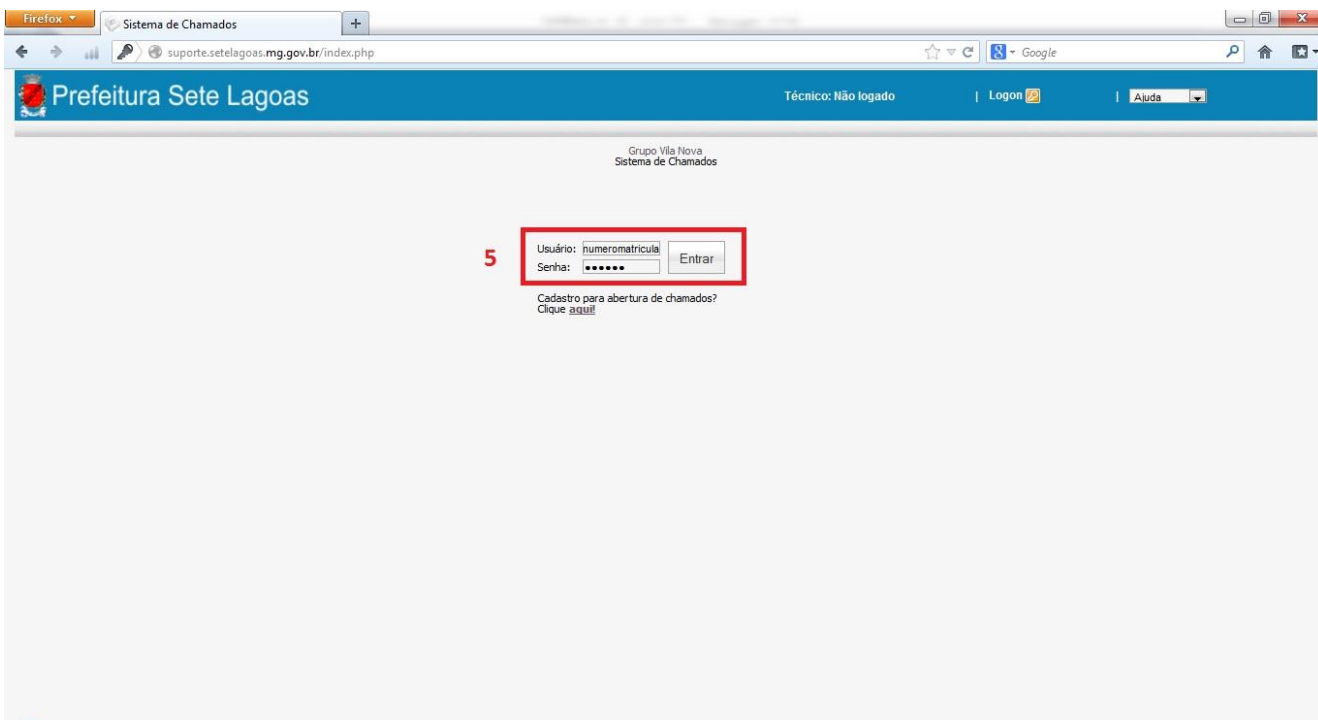 Firefox
Sistema de Chamados
suporte.setelagoas.mg.gov.br/index.php
Google
Prefeitura Sete Lagoas
Técnico: Não logado
| Logon
| Ajuda
Grupo Vila Nova
Sistema de Chamados
5
Usuário: numeromatricula
Senha: ••••••
Entrar
Cadastro para abertura de chamados?
Clique aqui!